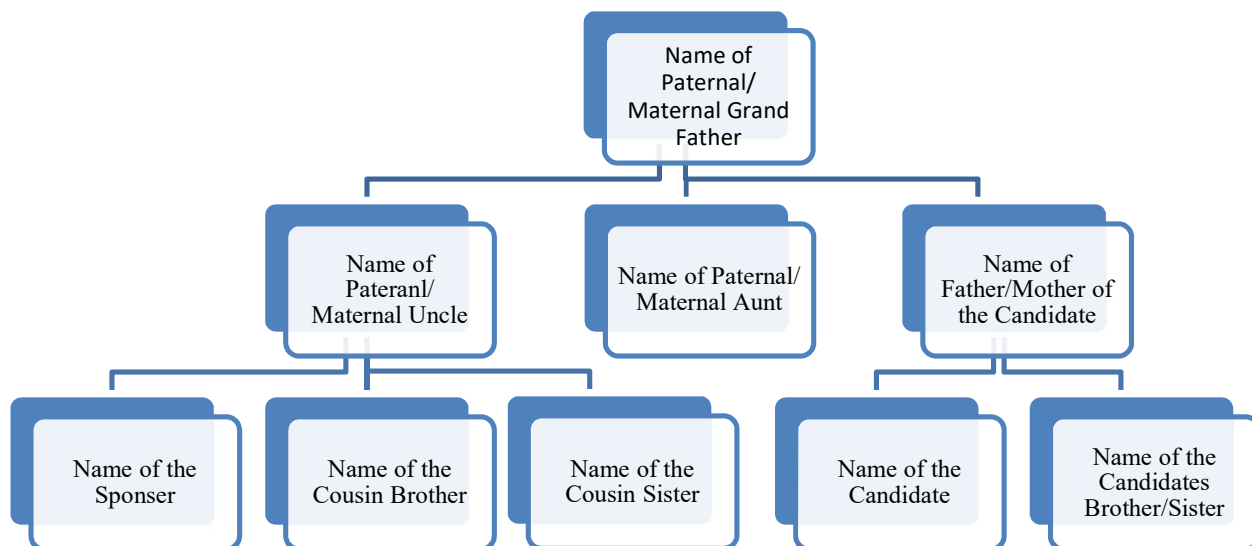 Name of
Paternal/
Maternal Grand
Father
Name of
Pateranl/
Maternal Uncle
Name of Paternal/
Maternal Aunt
Name of
Father/Mother of
the Candidate
Name of the
Sponser
Name of the
Cousin Brother
Name of the
Cousin Sister
Name of the
Candidate
Name of the
Candidates
Brother/Sister